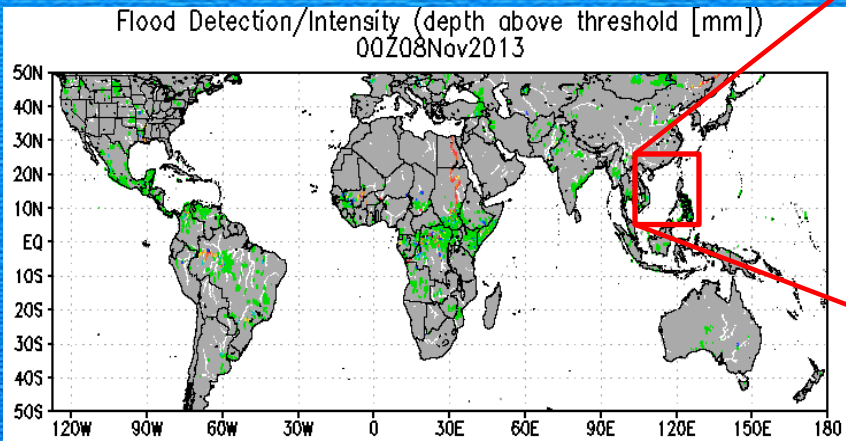 Flood Detection/Intensity (depth above threshold [mm])
00Z08Nov2013
50N
40N
30N
20N
10N
EQ
10S
20S
30S
40S
50S
120W 90W 60W 30W 0 30E 60E 90E 120E 150E 180